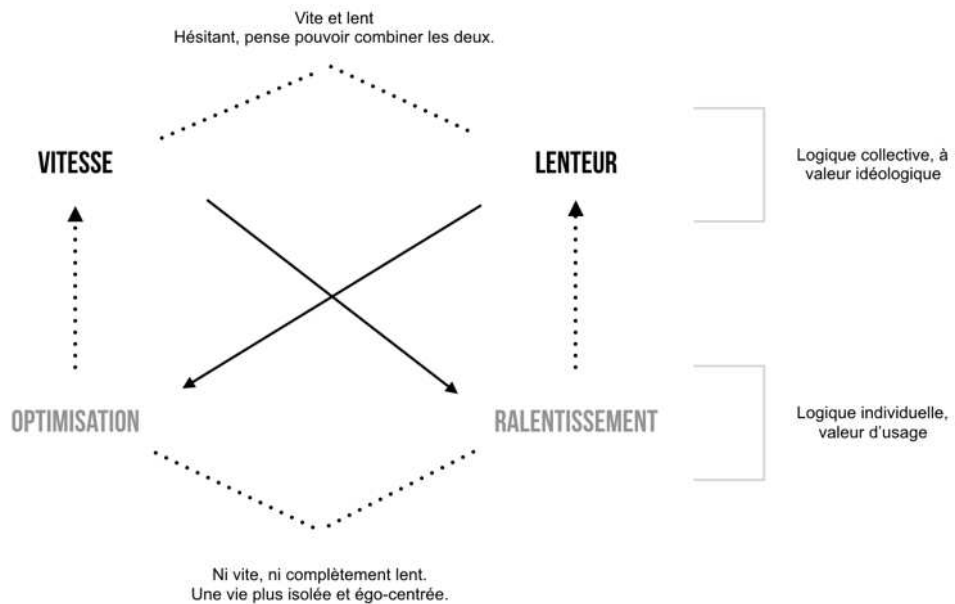 Vite et lent
Hésitant, pense pouvoir combiner les deux.
VITESSE
LENTEUR
Logique collective, à
valeur idéologique
OPTIMISATION
RALENTISSEMENT
Logique individuelle,
valeur d'usage
Ni vite, ni complètement lent.
Une vie plus isolée et égo-centrée.